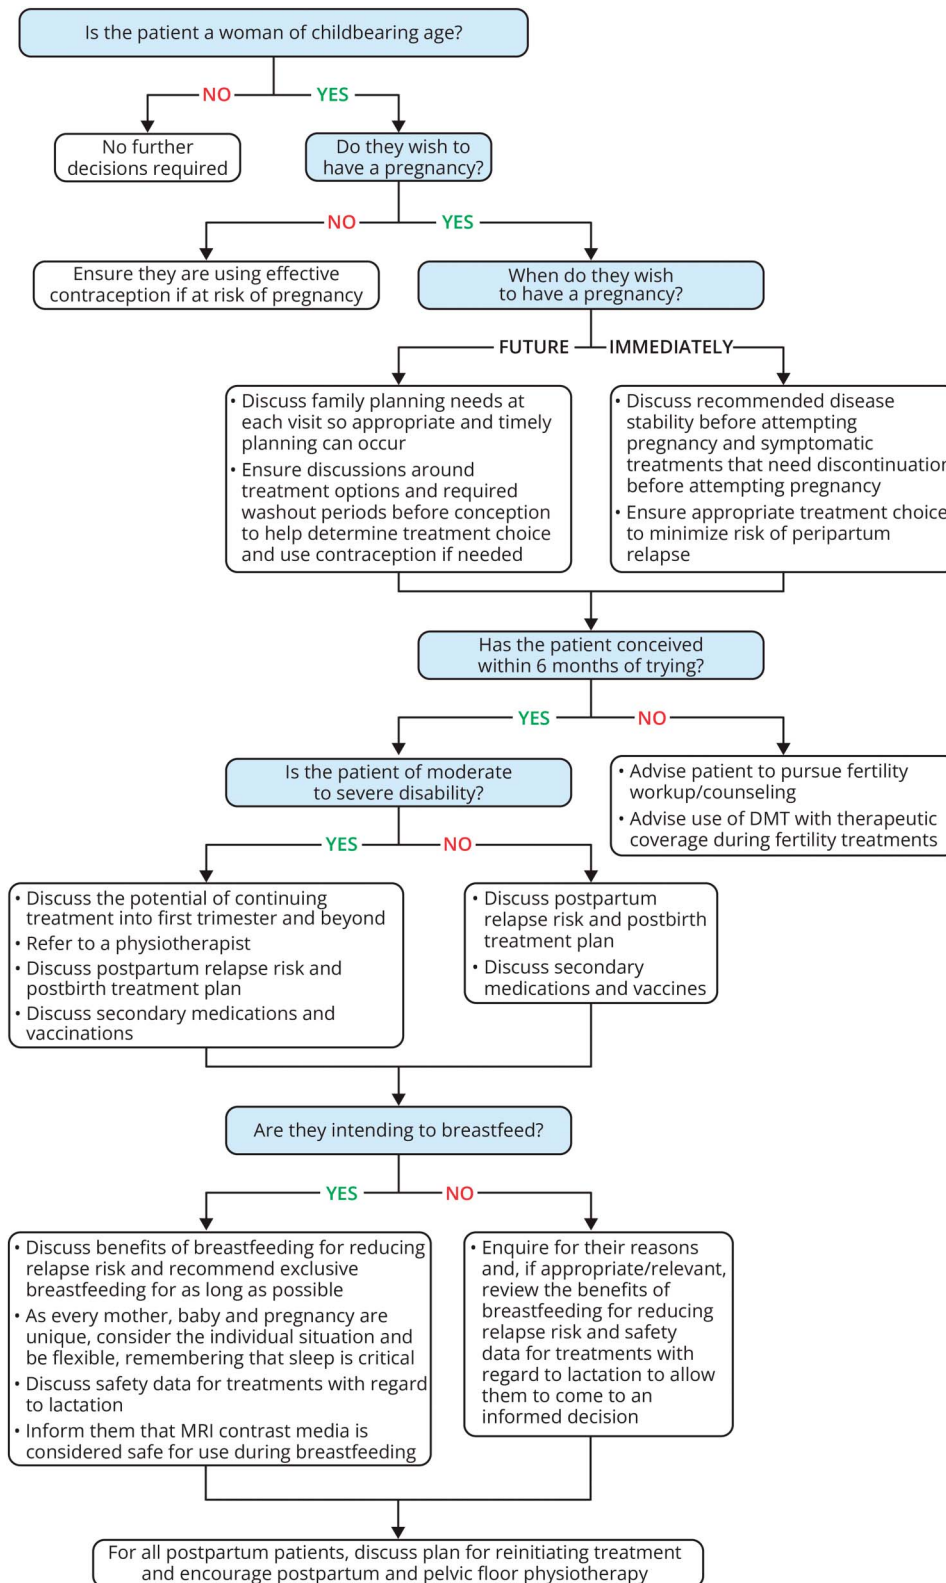 Is the patient a woman of childbearing age?
NO
YES
No further
decisions required
Do they wish to
have a pregnancy?
NO
YES
Ensure they are using effective
contraception if at risk of pregnancy
When do they wish
to have a pregnancy?
FUTURE
IMMEDIATELY
• Discuss family planning needs at
each visit so appropriate and timely
planning can occur
• Ensure discussions around
treatment options and required
washout periods before conception
to help determine treatment choice
and use contraception if needed
• Discuss recommended disease
stability before attempting
pregnancy and symptomatic
treatments that need discontinuation
before attempting pregnancy
• Ensure appropriate treatment choice
to minimize risk of peripartum
relapse
Has the patient conceived
within 6 months of trying?
YES
NO
Is the patient of moderate
to severe disability?
• Advise patient to pursue fertility
workup/counseling
• Advise use of DMT with therapeutic
coverage during fertility treatments
YES
NO
• Discuss the potential of continuing
treatment into first trimester and beyond
• Refer to a physiotherapist
• Discuss postpartum relapse risk and
postbirth treatment plan
• Discuss secondary medications and
vaccinations
• Discuss postpartum
relapse risk and postbirth
treatment plan
• Discuss secondary
medications and vaccines
Are they intending to breastfeed?
YES
NO
• Discuss benefits of breastfeeding for reducing
relapse risk and recommend exclusive
breastfeeding for as long as possible
• As every mother, baby and pregnancy are
unique, consider the individual situation and
be flexible, remembering that sleep is critical
• Discuss safety data for treatments with regard
to lactation
• Inform them that MRI contrast media is
considered safe for use during breastfeeding
• Enquire for their reasons
and, if appropriate/relevant,
review the benefits of
breastfeeding for reducing
relapse risk and safety
data for treatments with
regard to lactation to allow
them to come to an
informed decision
For all postpartum patients, discuss plan for reinitiating treatment
and encourage postpartum and pelvic floor physiotherapy